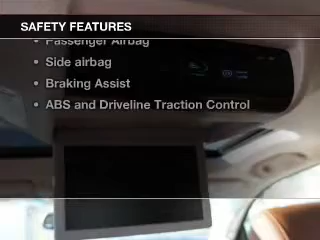 SAFETY FEATURES
• Passenger Airbag
• Side airbag
• Braking Assist
• ABS and Driveline Traction Control